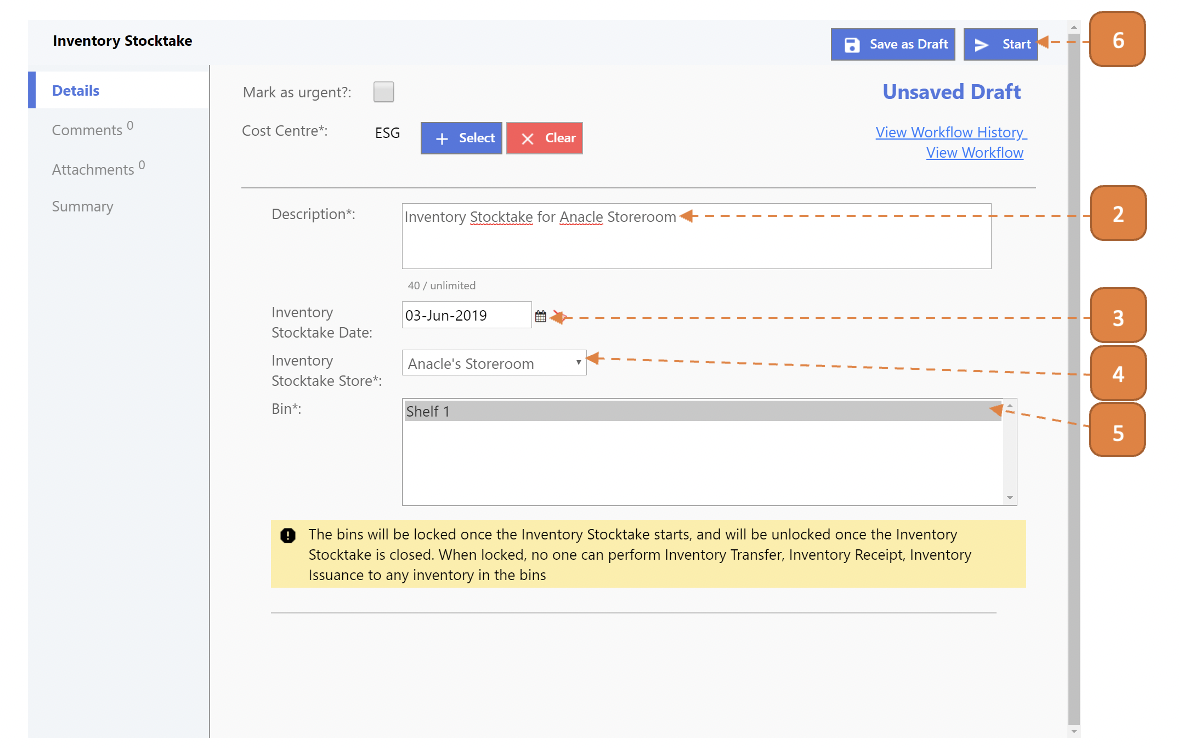 Inventory Stocktake
Save as Draft
Start
6
Details
Comments 0
Attachments 0
Summary
Mark as urgent?:
Unsaved Draft
Cost Centre*:
ESG
Select
Clear
View Workflow History
View Workflow
Description*:
Inventory Stocktake for Anacle Storeroom
2
40 / unlimited
Inventory
Stocktake Date:
03-Jun-2019
3
Inventory
Stocktake Store*:
Anacle's Storeroom
4
Bin*:
Shelf 1
5
The bins will be locked once the Inventory Stocktake starts, and will be unlocked once the Inventory
Stocktake is closed. When locked, no one can perform Inventory Transfer, Inventory Receipt, Inventory
Issuance to any inventory in the bins